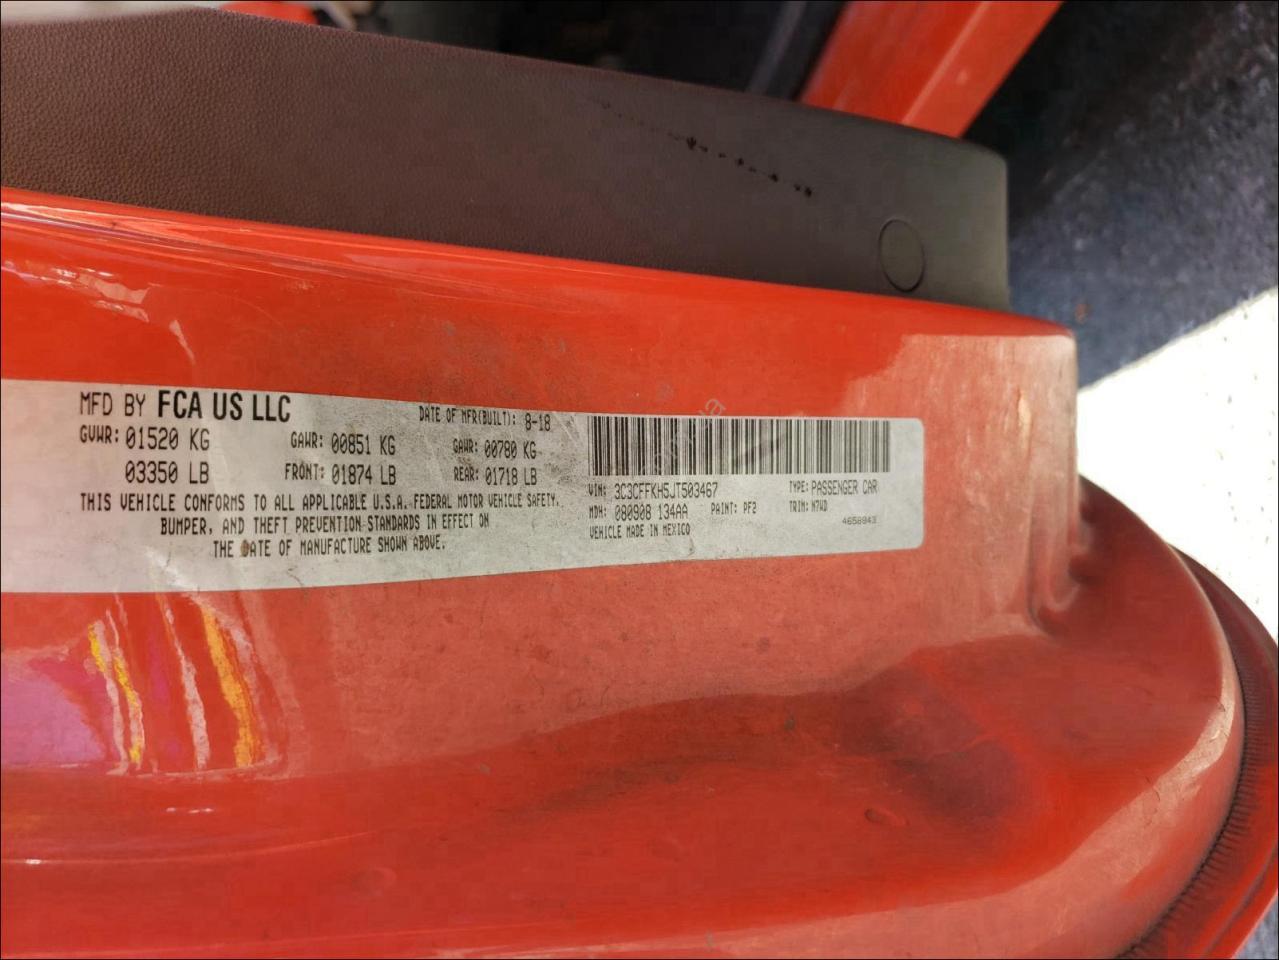 MFD BY FCA US LLC DATE OF MFR(BUILT): 8-18
GVWR: 01520 KG GAWR: 00851 KG GAWR: 00780 KG
03350 LB FRONT: 01874 LB REAR: 01718 LB
THIS VEHICLE CONFORMS TO ALL APPLICABLE U.S.A. FEDERAL MOTOR VEHICLE SAFETY,
BUMPER, AND THEFT PREVENTION STANDARDS IN EFFECT ON
THE DATE OF MANUFACTURE SHOWN ABOVE.
VIN: 3C3CFFKH5JT503467 TYPE: PASSENGER CAR
MDH: 080908 134AA PAINT: PF2 TRIM: N7WD
VEHICLE MADE IN MEXICO 4658943